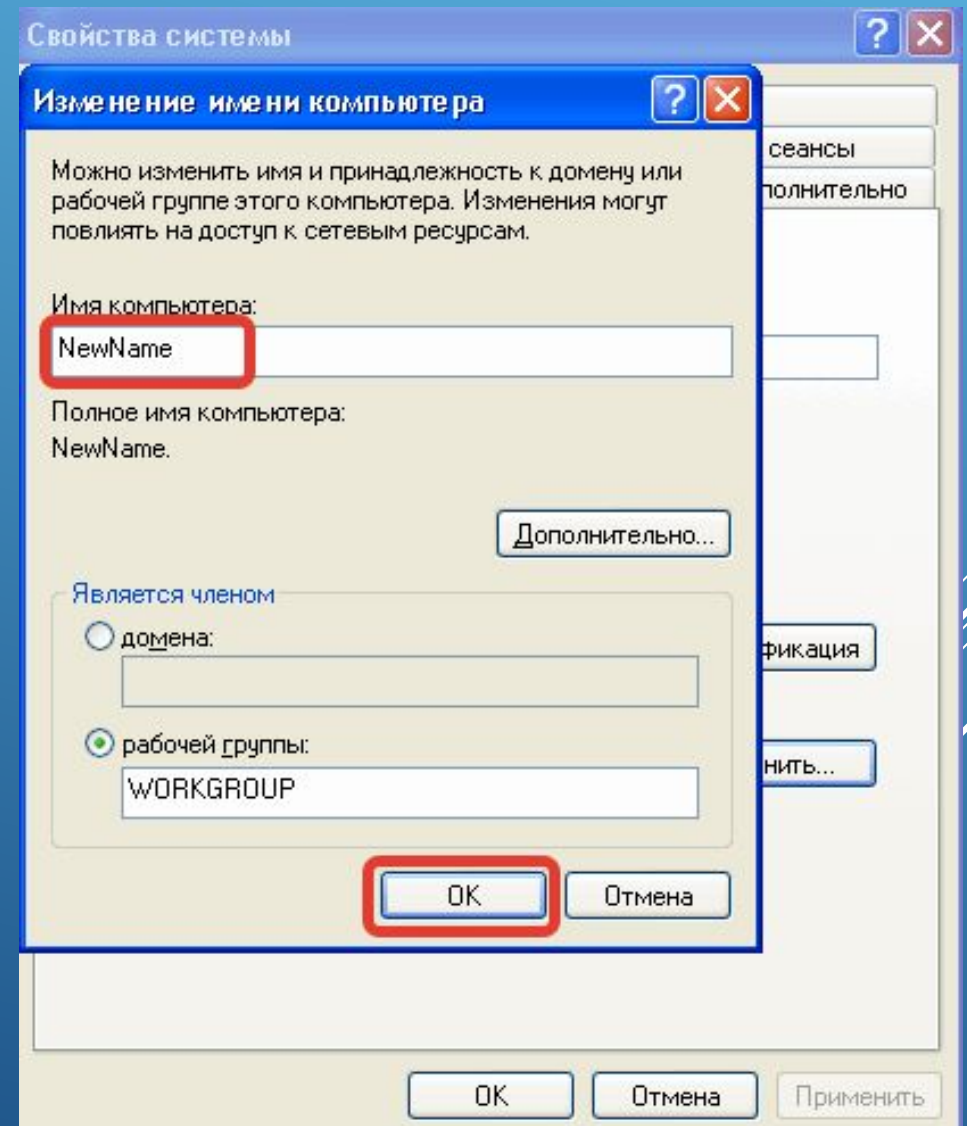 Свойства системы
Изменение имени компьютера
сеансы
Можно изменить имя и принадлежность к домену или
рабочей группе этого компьютера. Изменения могут
повлиять на доступ к сетевым ресурсам.
полнительно
Имя компьютера:
NewName
Полное имя компьютера:
NewName.
Дополнительно...
Является членом
домена:
фикация
рабочей группы:
WORKGROUP
нить...
OK
Отмена
OK
Отмена
Применить